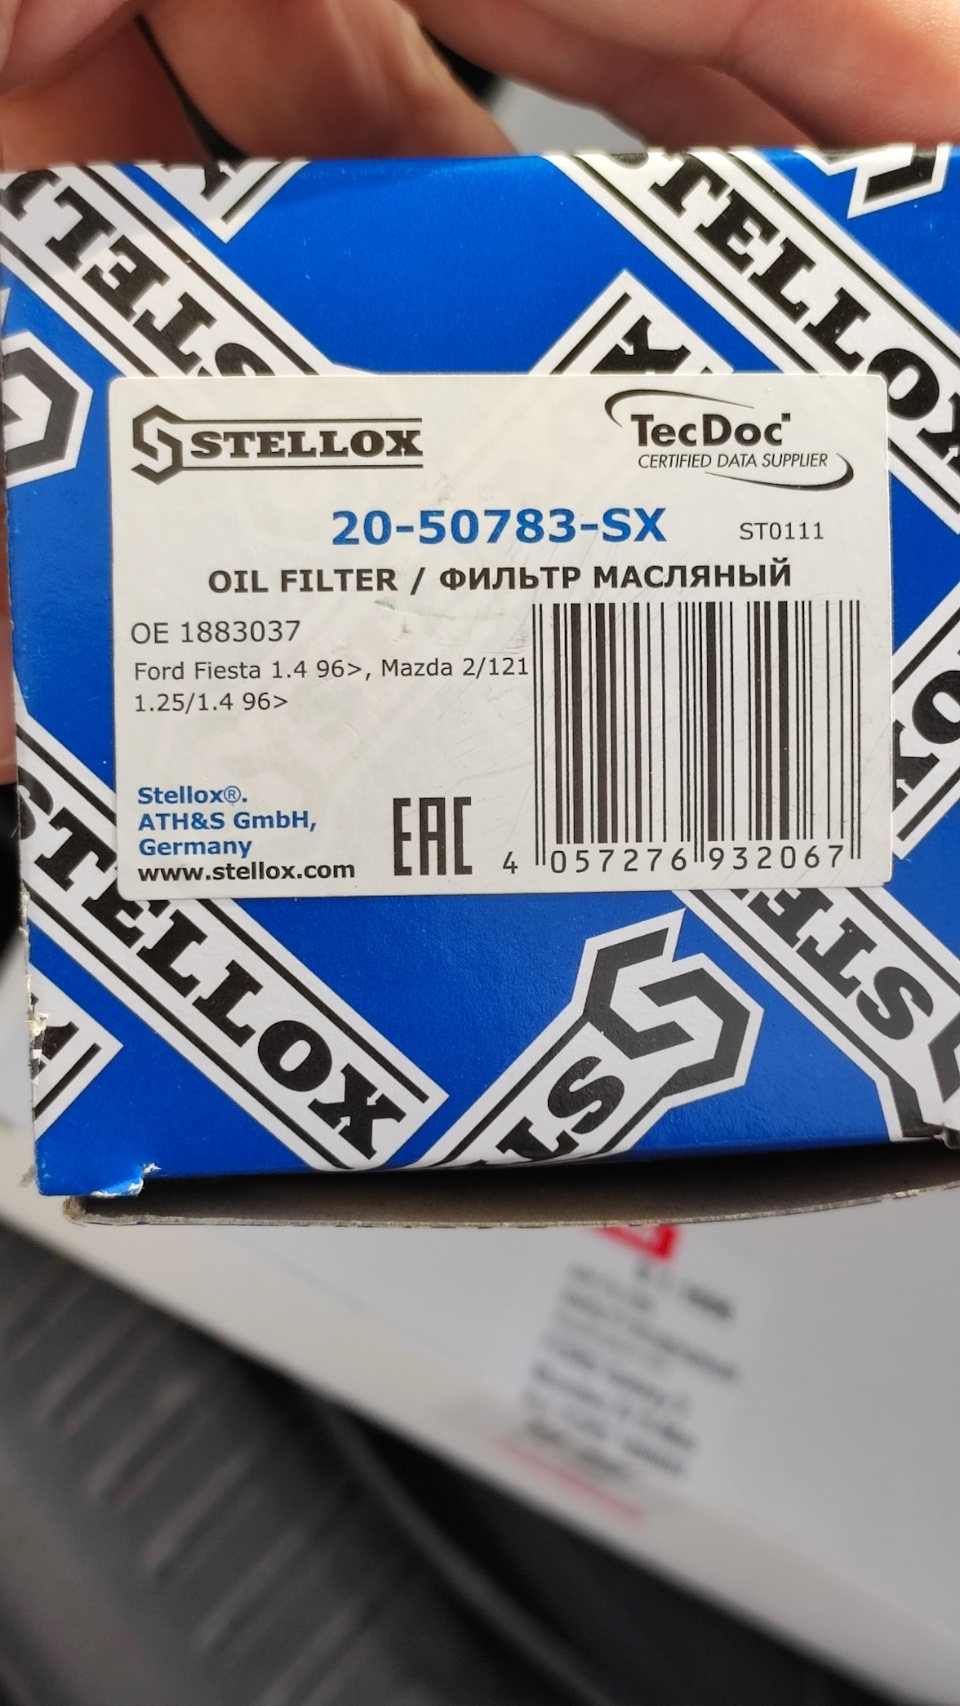 STELLOX
STELLOX
STELLOX
TecDoc
CERTIFIED DATA SUPPLIER
20-50783-SX
ST0111
OIL FILTER / ФИЛЬТР МАСЛЯНЫЙ
OE 1883037
Ford Fiesta 1.4 96>, Mazda 2/121
1.25/1.4 96>
Stellox®.
ATH&S GmbH,
Germany
www.stellox.com
EAC
4 057276 932067
STELLOX